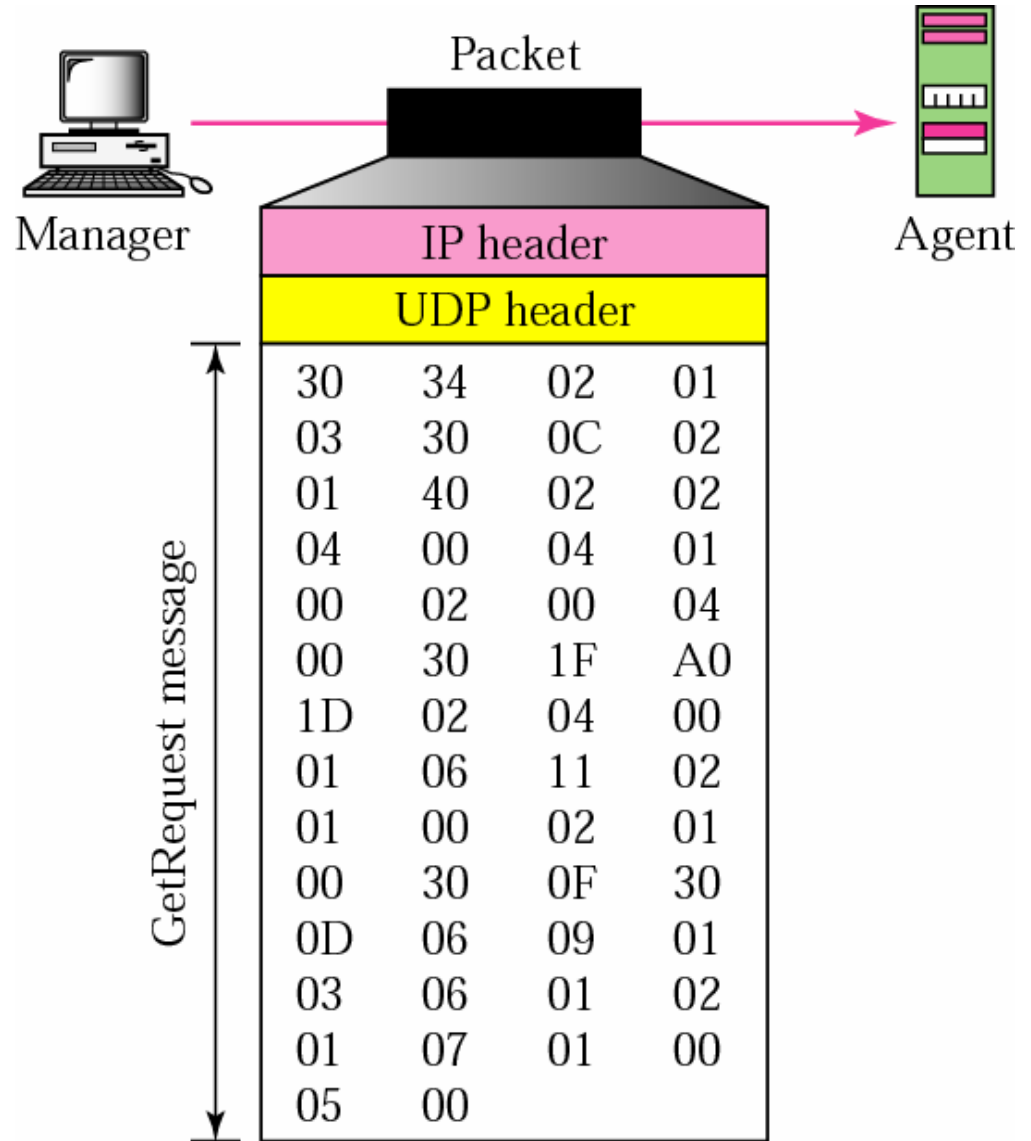 Packet
Manager
Agent
IP header
UDP header
GetRequest message
30 34 02 01
03 30 0C 02
01 40 02 02
04 00 04 01
00 02 00 04
00 30 1F A0
1D 02 04 00
01 06 11 02
01 00 02 01
00 30 0F 30
0D 06 09 01
03 06 01 02
01 07 01 00
05 00